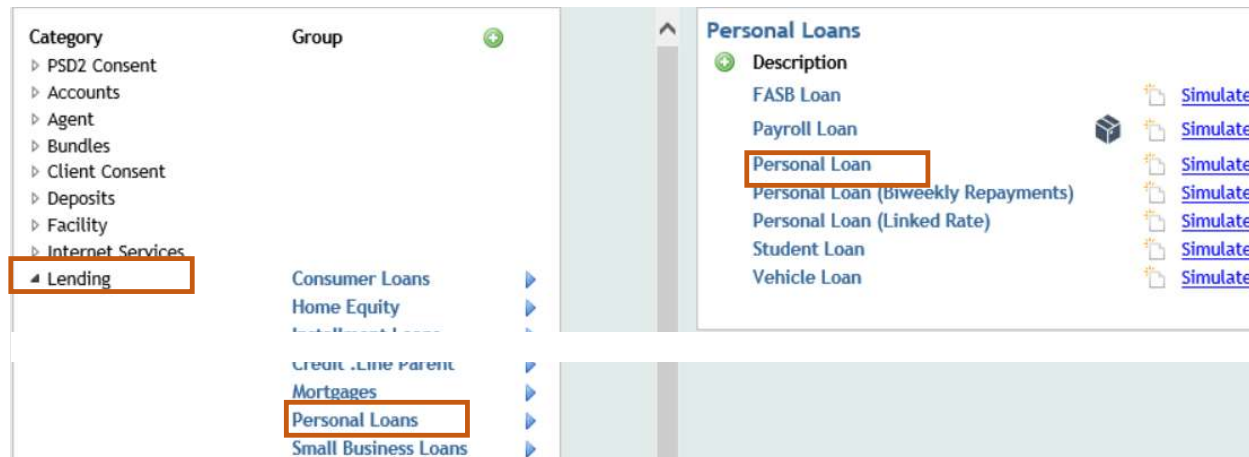 Category Group
PSD2 Consent
Accounts
Agent
Bundles
Client Consent
Deposits
Facility
Internet Services
Lending
Consumer Loans
Home Equity
Credit .Line Parent
Mortgages
Personal Loans
Small Business Loans
Personal Loans
Description
FASB Loan Simulate
Payroll Loan Simulate
Personal Loan Simulate
Personal Loan (Biweekly Repayments) Simulate
Personal Loan (Linked Rate) Simulate
Student Loan Simulate
Vehicle Loan Simulate